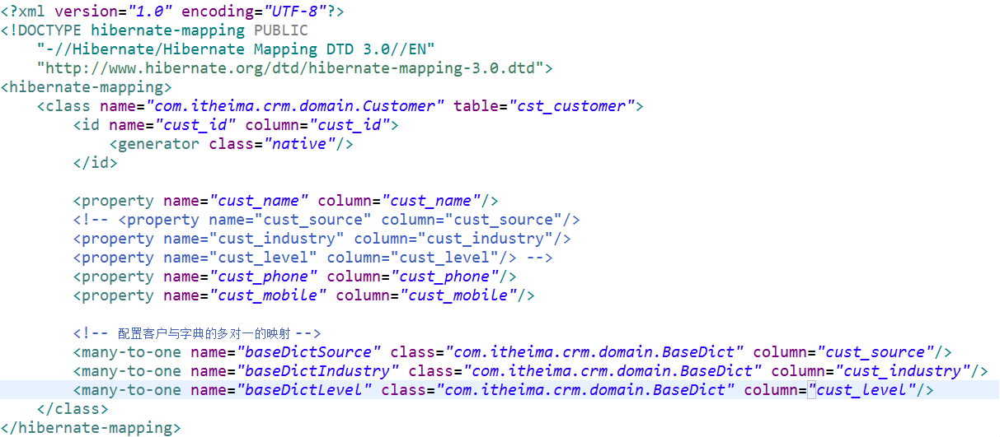 <?xml version="1.0" encoding="UTF-8"?>
<!DOCTYPE hibernate-mapping PUBLIC
"-//Hibernate/Hibernate Mapping DTD 3.0//EN"
"http://www.hibernate.org/dtd/hibernate-mapping-3.0.dtd">
<hibernate-mapping>
<class name="com.itheima.crm.domain.Customer" table="cst_customer">
<id name="cust_id" column="cust_id">
<generator class="native"/>
</id>
<property name="cust_name" column="cust_name"/>
<!-- <property name="cust_source" column="cust_source"/>
<property name="cust_industry" column="cust_industry"/>
<property name="cust_level" column="cust_level"/> -->
<property name="cust_phone" column="cust_phone"/>
<property name="cust_mobile" column="cust_mobile"/>
<!-- 配置客户与字典的多对一的映射 -->
<many-to-one name="baseDictSource" class="com.itheima.crm.domain.BaseDict" column="cust_source"/>
<many-to-one name="baseDictIndustry" class="com.itheima.crm.domain.BaseDict" column="cust_industry"/>
<many-to-one name="baseDictLevel" class="com.itheima.crm.domain.BaseDict" column="cust_level"/>
</class>
</hibernate-mapping>